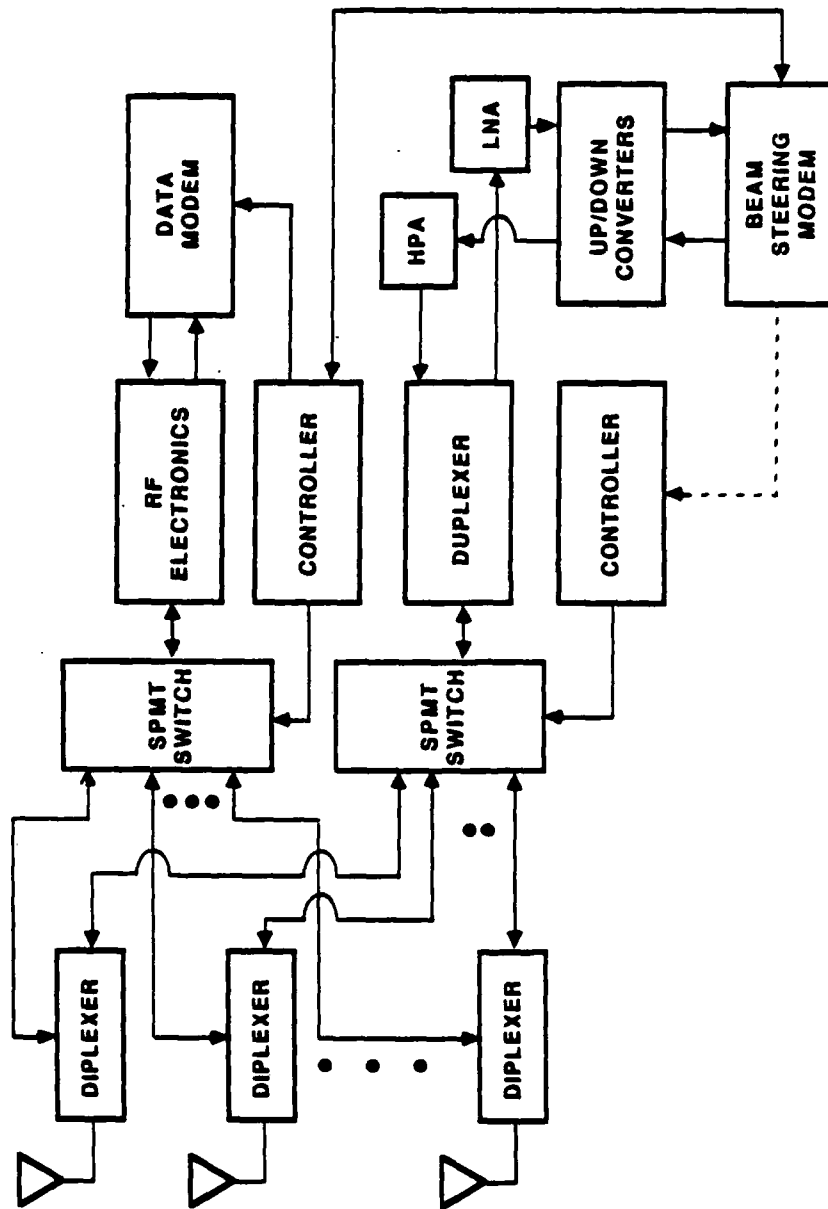 DIPLEXER
SPMT
SWITCH
RF
ELECTRONICS
DATA
MODEM
DIPLEXER
CONTROLLER
SPMT
SWITCH
DUPLEXER
HPA
LNA
DIPLEXER
CONTROLLER
UP/DOWN
CONVERTERS
BEAM
STEERING
MODEM